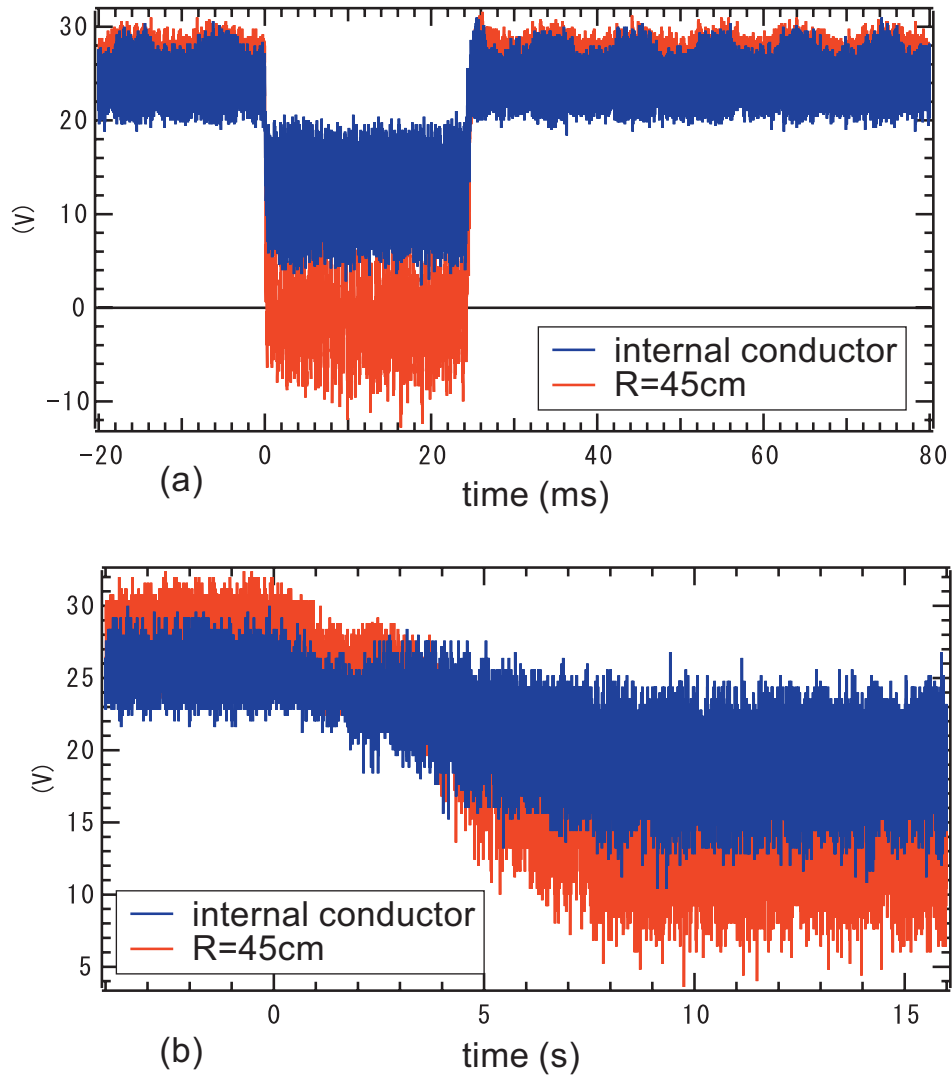 30
20
10
0
-10
(V)
internal conductor
R=45cm
-20 0 20 40 60 80
(a)
time (ms)
30
25
20
15
10
5
(V)
internal conductor
R=45cm
0 5 10 15
(b)
time (s)